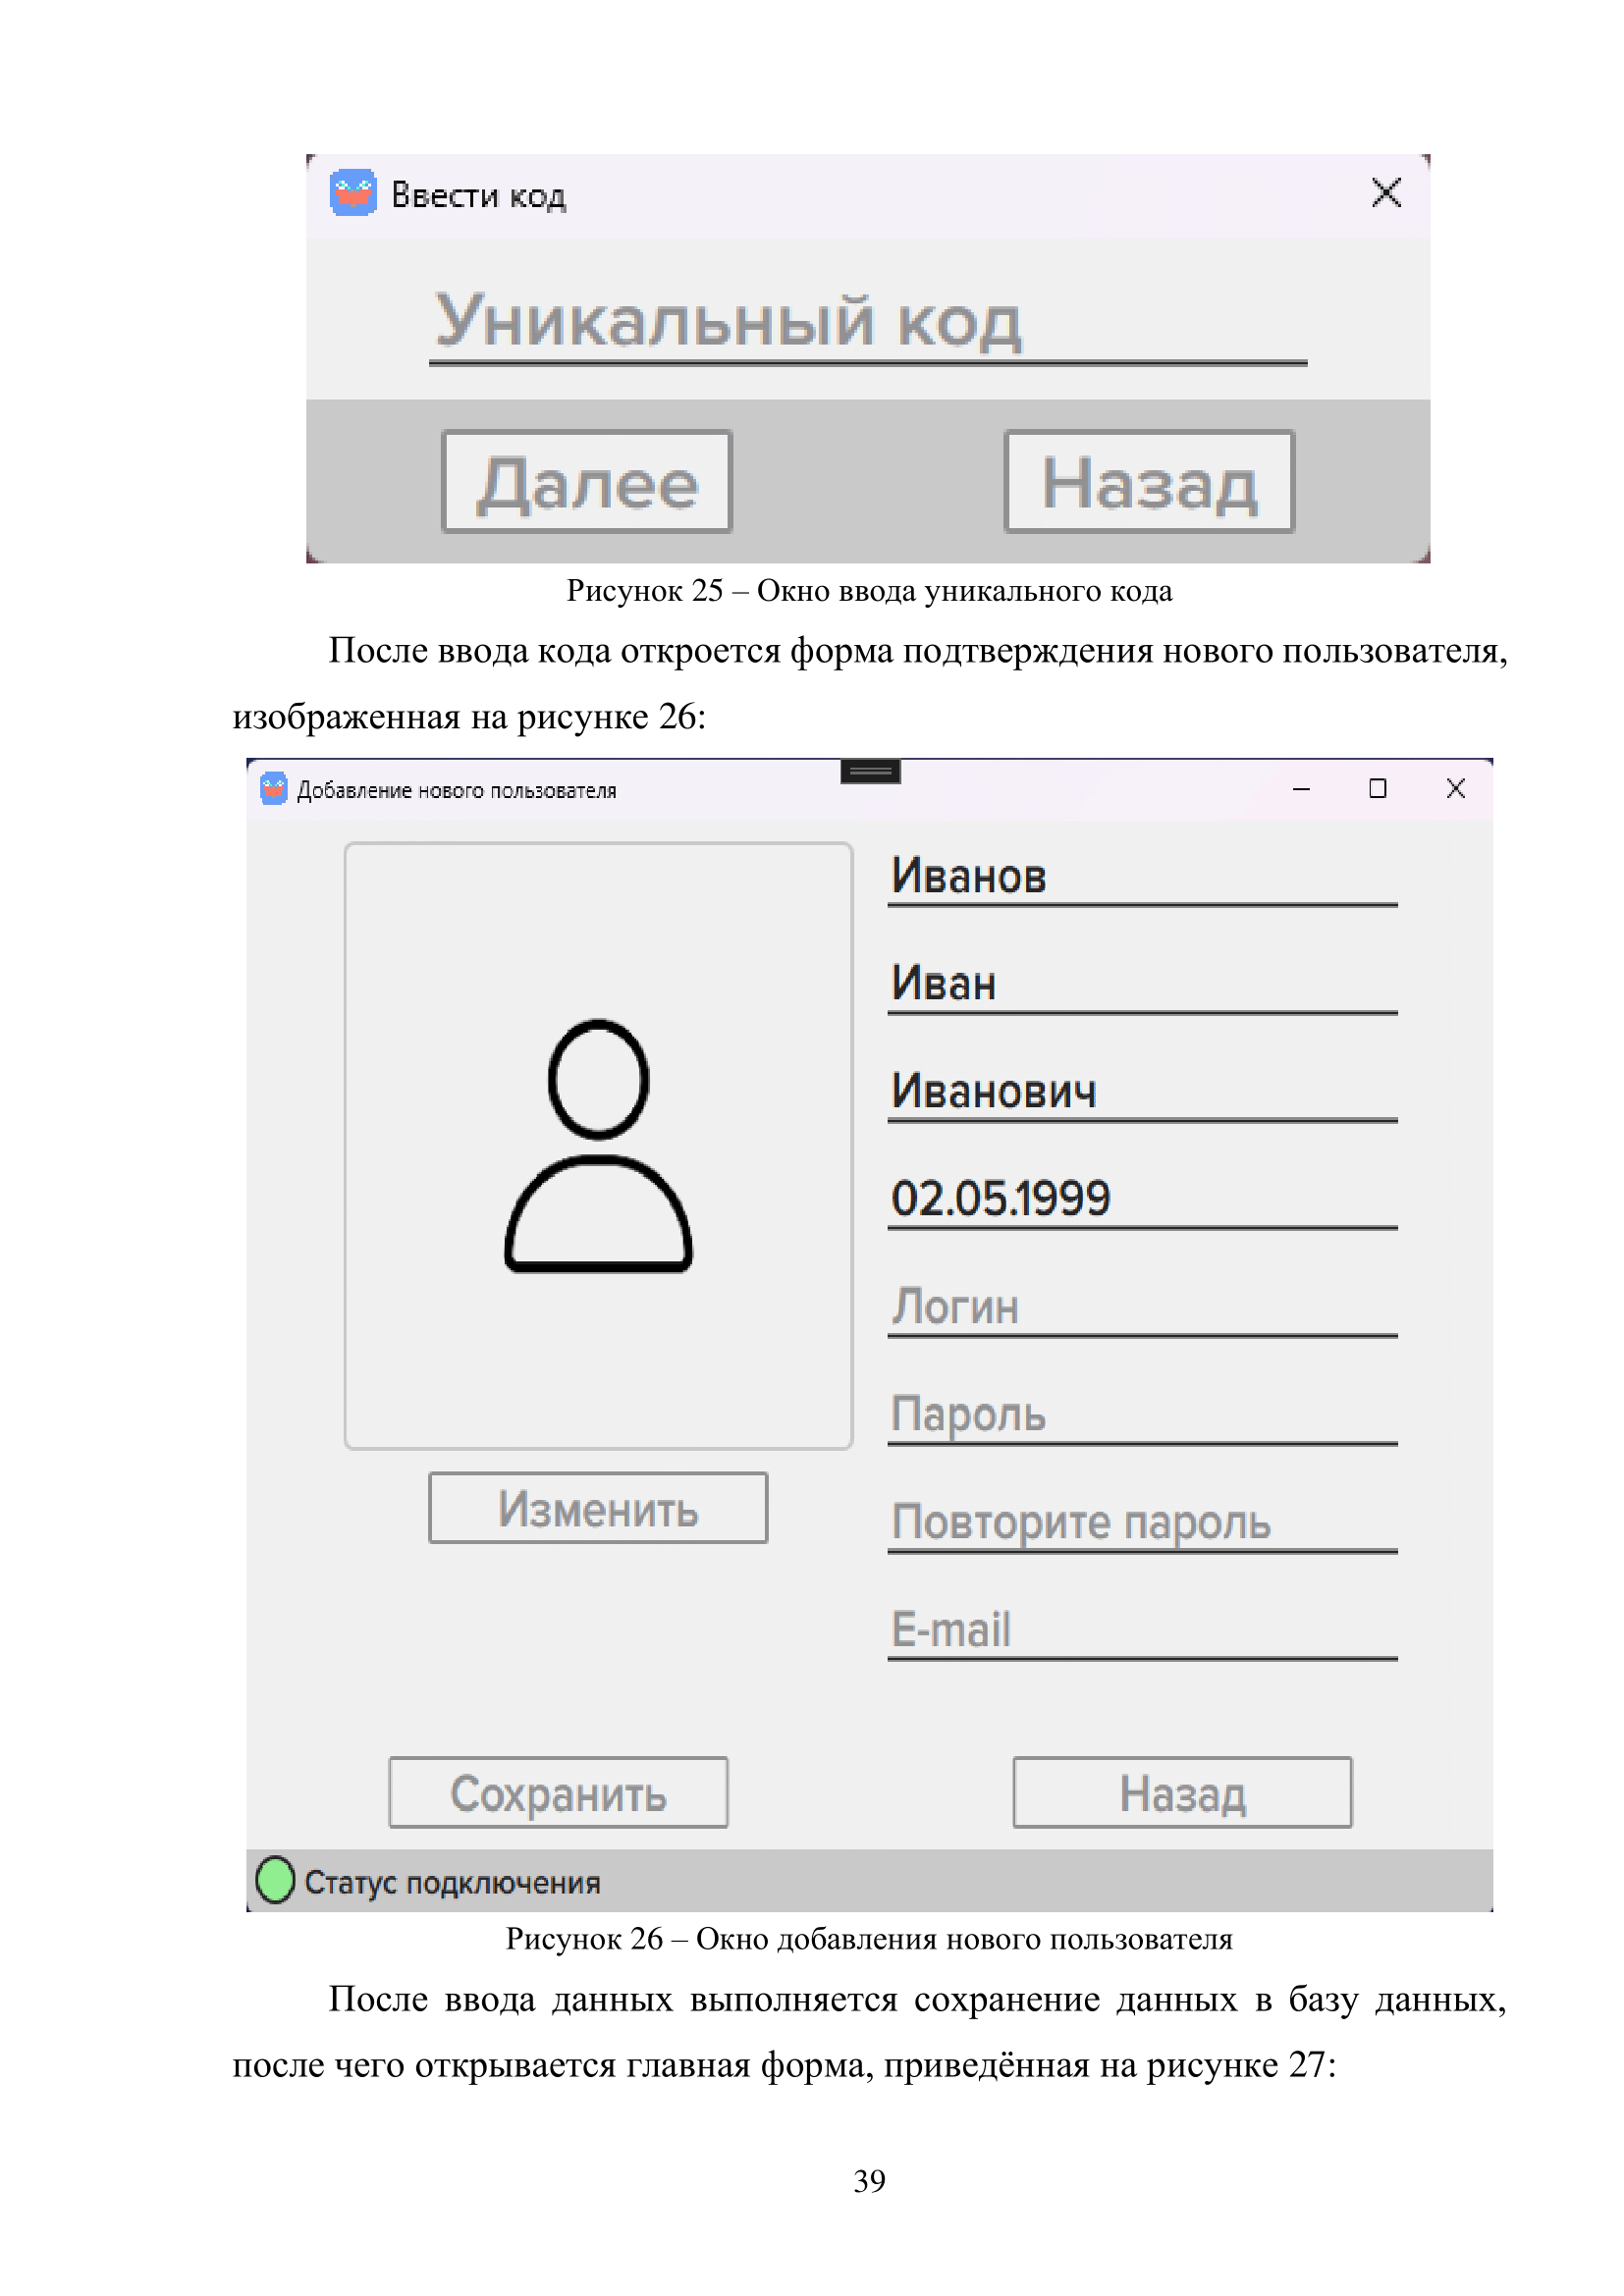 Ввести код
Уникальный код
Далее Назад
Рисунок 25 – Окно ввода уникального кода
После ввода кода откроется форма подтверждения нового пользователя,
изображенная на рисунке 26:
Добавление нового пользователя
Иванов
Иван
Иванович
02.05.1999
Логин
Пароль
Изменить
Повторите пароль
E-mail
Сохранить Назад
Статус подключения
Рисунок 26 – Окно добавления нового пользователя
После ввода данных выполняется сохранение данных в базу данных,
после чего открывается главная форма, приведённая на рисунке 27:
39